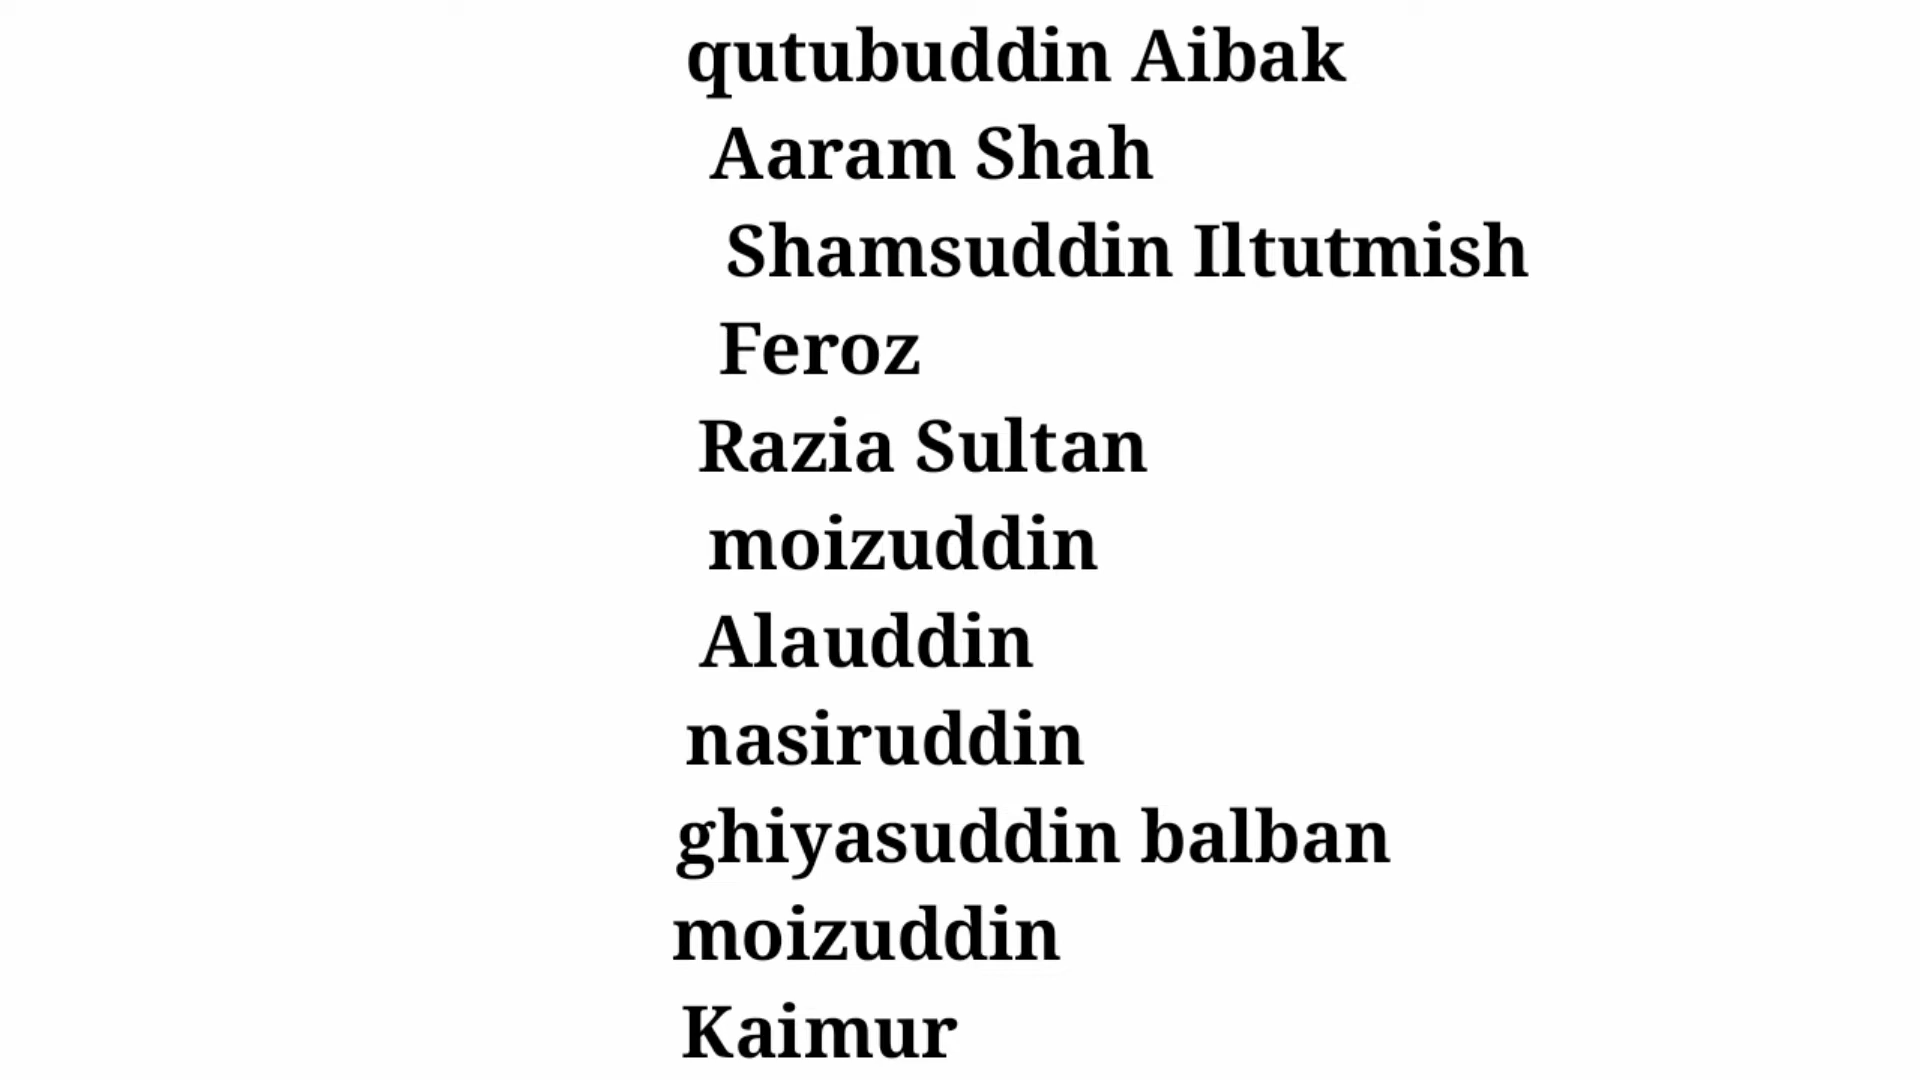 qutubuddin Aibak
Aaram Shah
Shamsuddin Iltutmish
Feroz
Razia Sultan
moizuddin
Alauddin
nasiruddin
ghiyasuddin balban
moizuddin
Kaimur